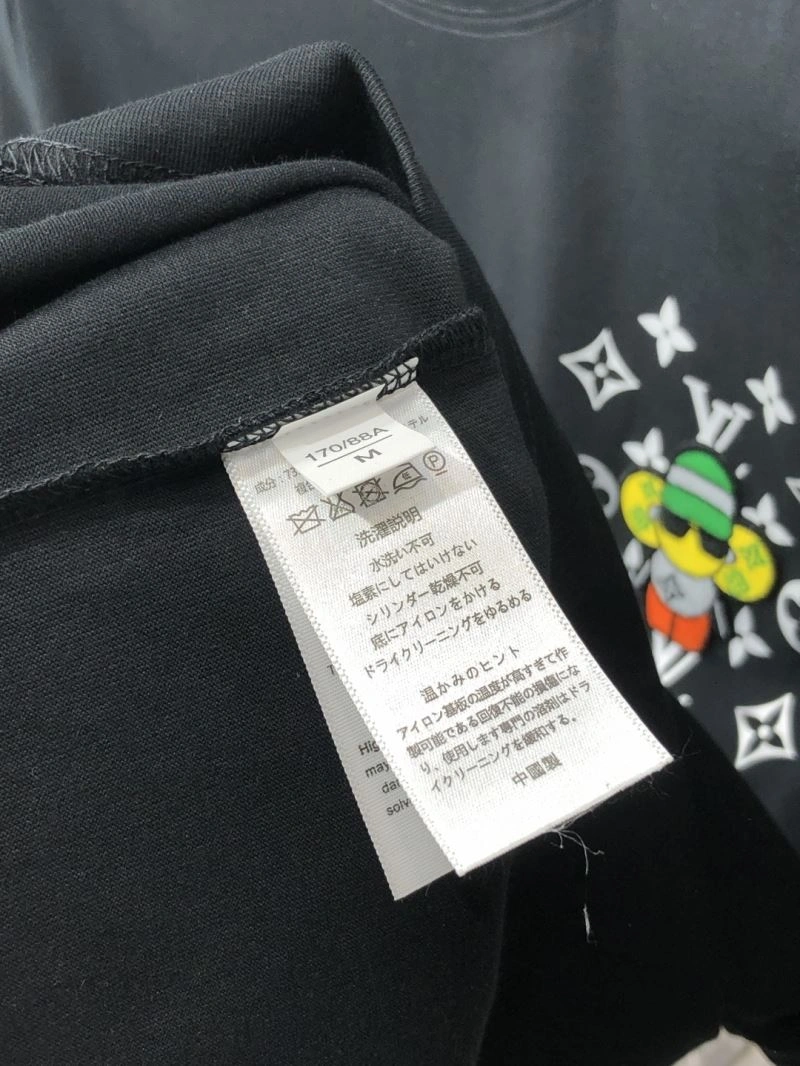 170/88A
M
成分:
洗濯説明
水洗い不可
塩素にしてはいけない
シリンダー乾燥不可
底にアイロンをかける
ドライクリーニングをゆるめる
温かみのヒント
アイロン基板の温度が高すぎて作
製可能である回復不能の損傷にな
り、使用します専門の溶剤はドラ
イクリーニングを緩和する。
中國製
may
LV